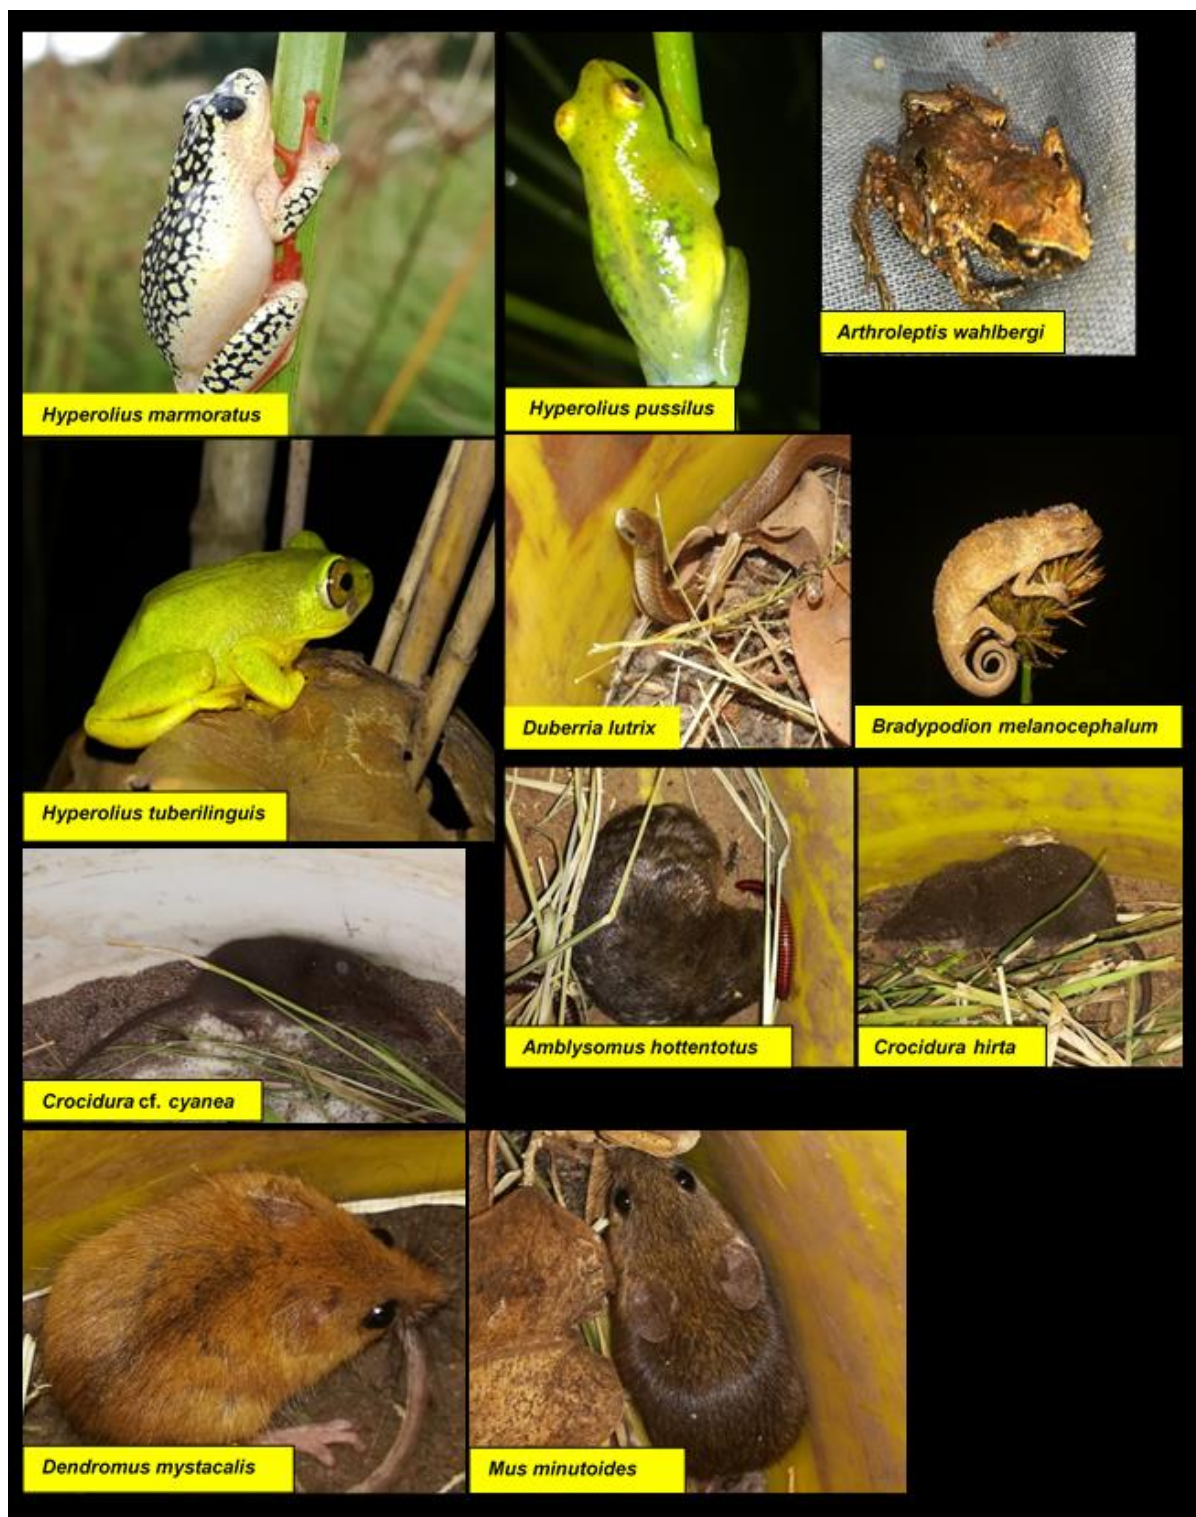 Hyperolius marmoratus
Hyperolius pussilus
Arthroleptis wahlbergi
Hyperolius tuberilinguis
Duberria lutrix
Bradypodion melanocephalum
Crocidura cf. cyanea
Amblysomus hottentotus
Crocidura hirta
Dendromus mystacalis
Mus minutoides